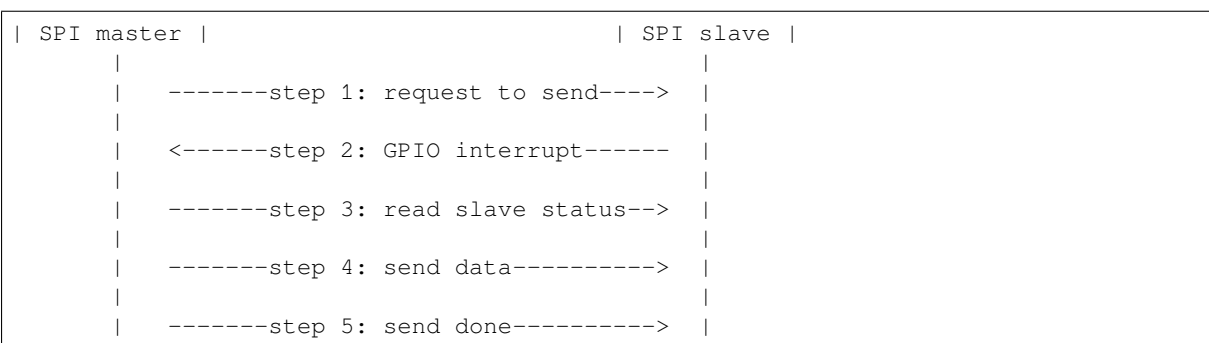 | SPI master |                           | SPI slave |
       |                                      |
       |   -------step 1: request to send---->  |
       |                                      |
       |   <------step 2: GPIO interrupt------  |
       |                                      |
       |   -------step 3: read slave status-->  |
       |                                      |
       |   -------step 4: send data---------->  |
       |                                      |
       |   -------step 5: send done---------->  |